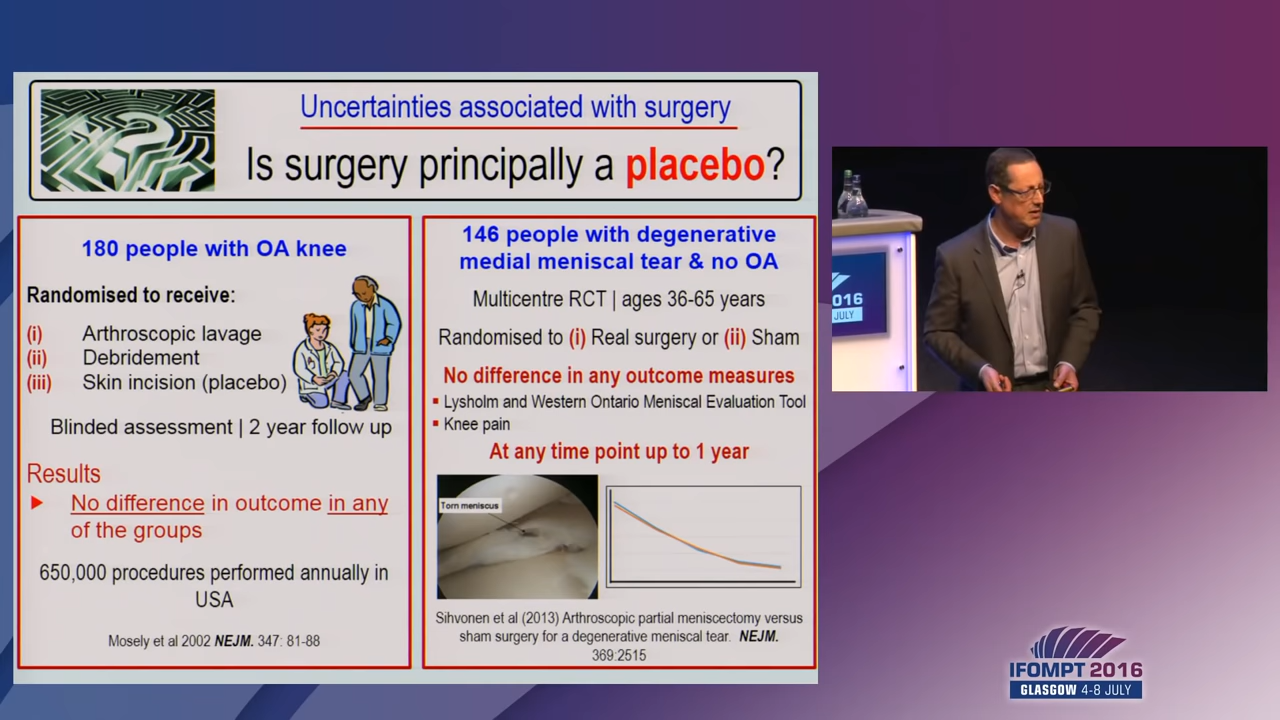 Uncertainties associated with surgery
Is surgery principally a placebo?
180 people with OA knee
Randomised to receive:
(i) Arthroscopic lavage
(ii) Debridement
(iii) Skin incision (placebo)
Blinded assessment | 2 year follow up
Results
No difference in outcome in any
of the groups
650,000 procedures performed annually in
USA
Mosely et al 2002 NEJM. 347: 81-88
146 people with degenerative
medial meniscal tear & no OA
Multicentre RCT | ages 36-65 years
Randomised to (i) Real surgery or (ii) Sham
No difference in any outcome measures
Lysholm and Western Ontario Meniscal Evaluation Tool
Knee pain
At any time point up to 1 year
Torn meniscus
Sihvonen et al (2013) Arthroscopic partial meniscectomy versus
sham surgery for a degenerative meniscal tear. NEJM.
369:2515
2016
JULY
IFOMPT 2016
GLASGOW 4-8 JULY